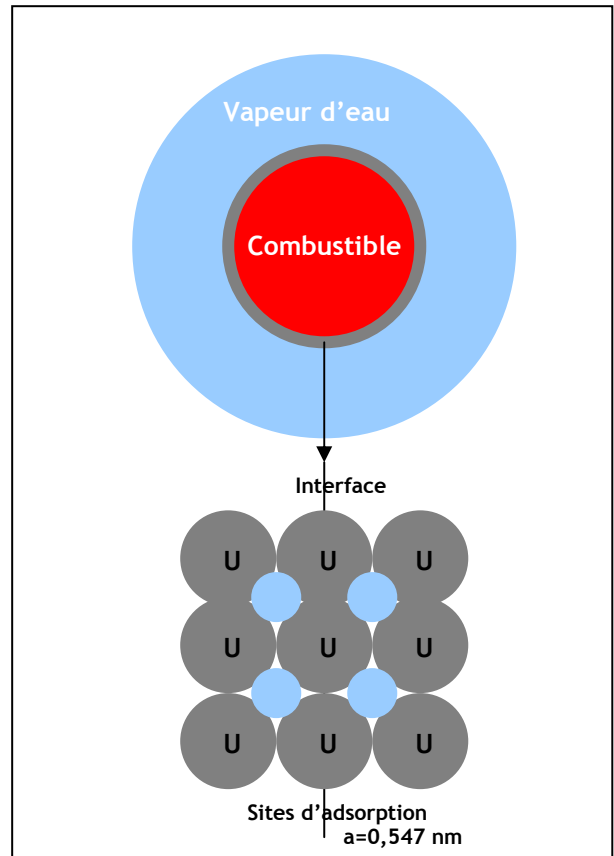 Vapeur d'eau
Combustible
Interface
U U U
U U U
U U U
Sites d'adsorption
a=0,547 nm